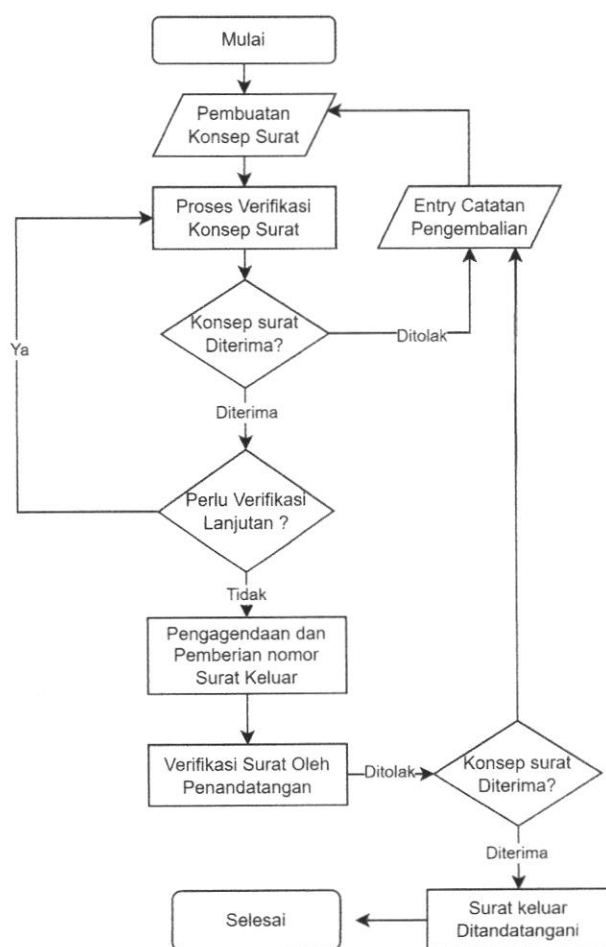 Mulai
Pembuatan
Konsep Surat
Proses Verifikasi
Konsep Surat
Entry Catatan
Pengembalian
Konsep surat
Diterima?
Ditolak
Ya
Diterima
Perlu Verifikasi
Lanjutan ?
Tidak
Pengagendaan dan
Pemberian nomor
Surat Keluar
Verifikasi Surat Oleh
Penandatangan
Ditolak
Konsep surat
Diterima?
Diterima
Surat keluar
Ditandatangani
Selesai